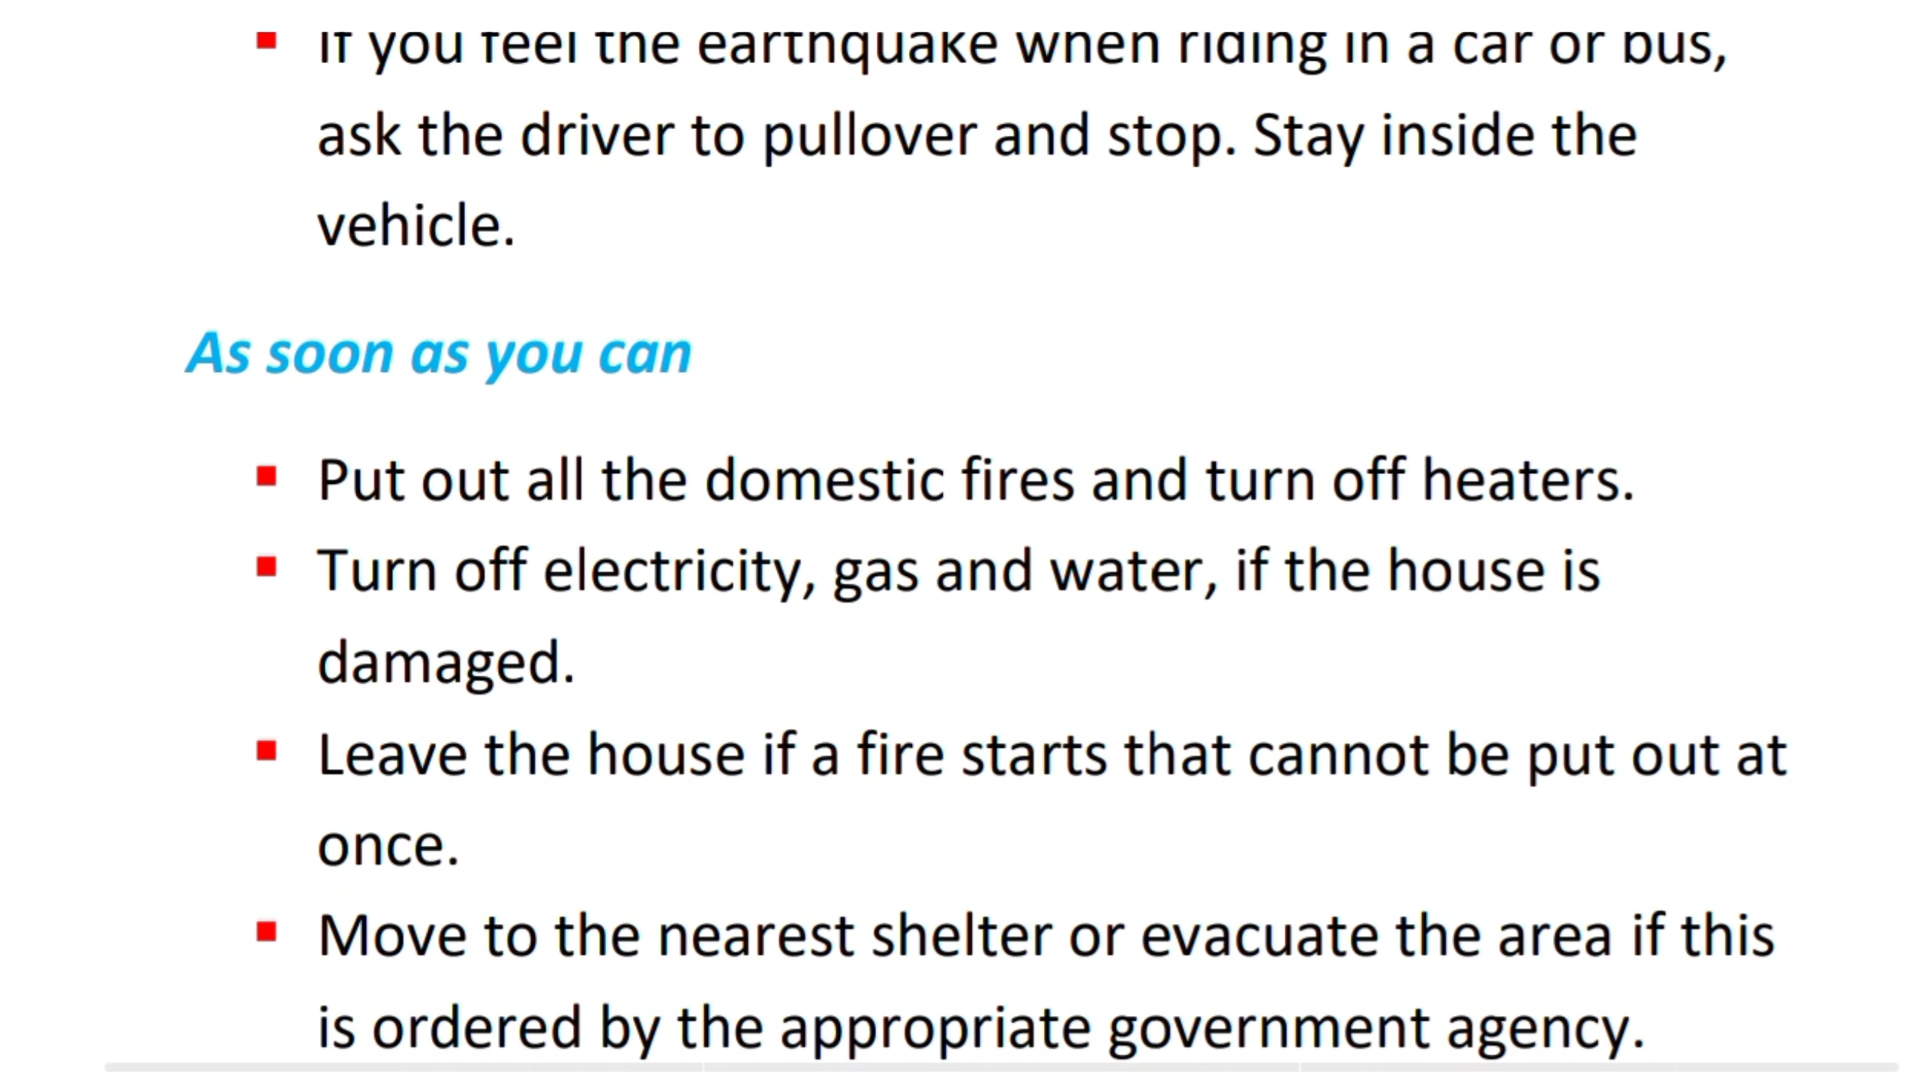 ▪ If you feel the earthquake when riding in a car or bus,
ask the driver to pullover and stop. Stay inside the
vehicle.
As soon as you can
▪ Put out all the domestic fires and turn off heaters.
▪ Turn off electricity, gas and water, if the house is
damaged.
▪ Leave the house if a fire starts that cannot be put out at
once.
▪ Move to the nearest shelter or evacuate the area if this
is ordered by the appropriate government agency.